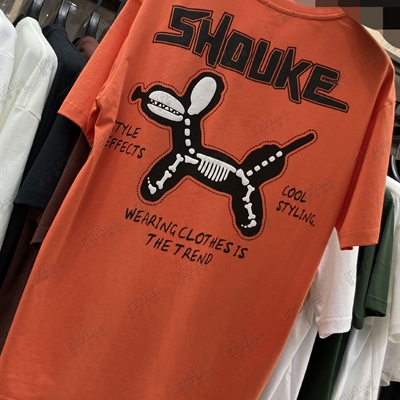 SHOUKE
STYLE
EFFECTS
COOL
STYLING.
WEARING CLOTHES IS
THE TREND